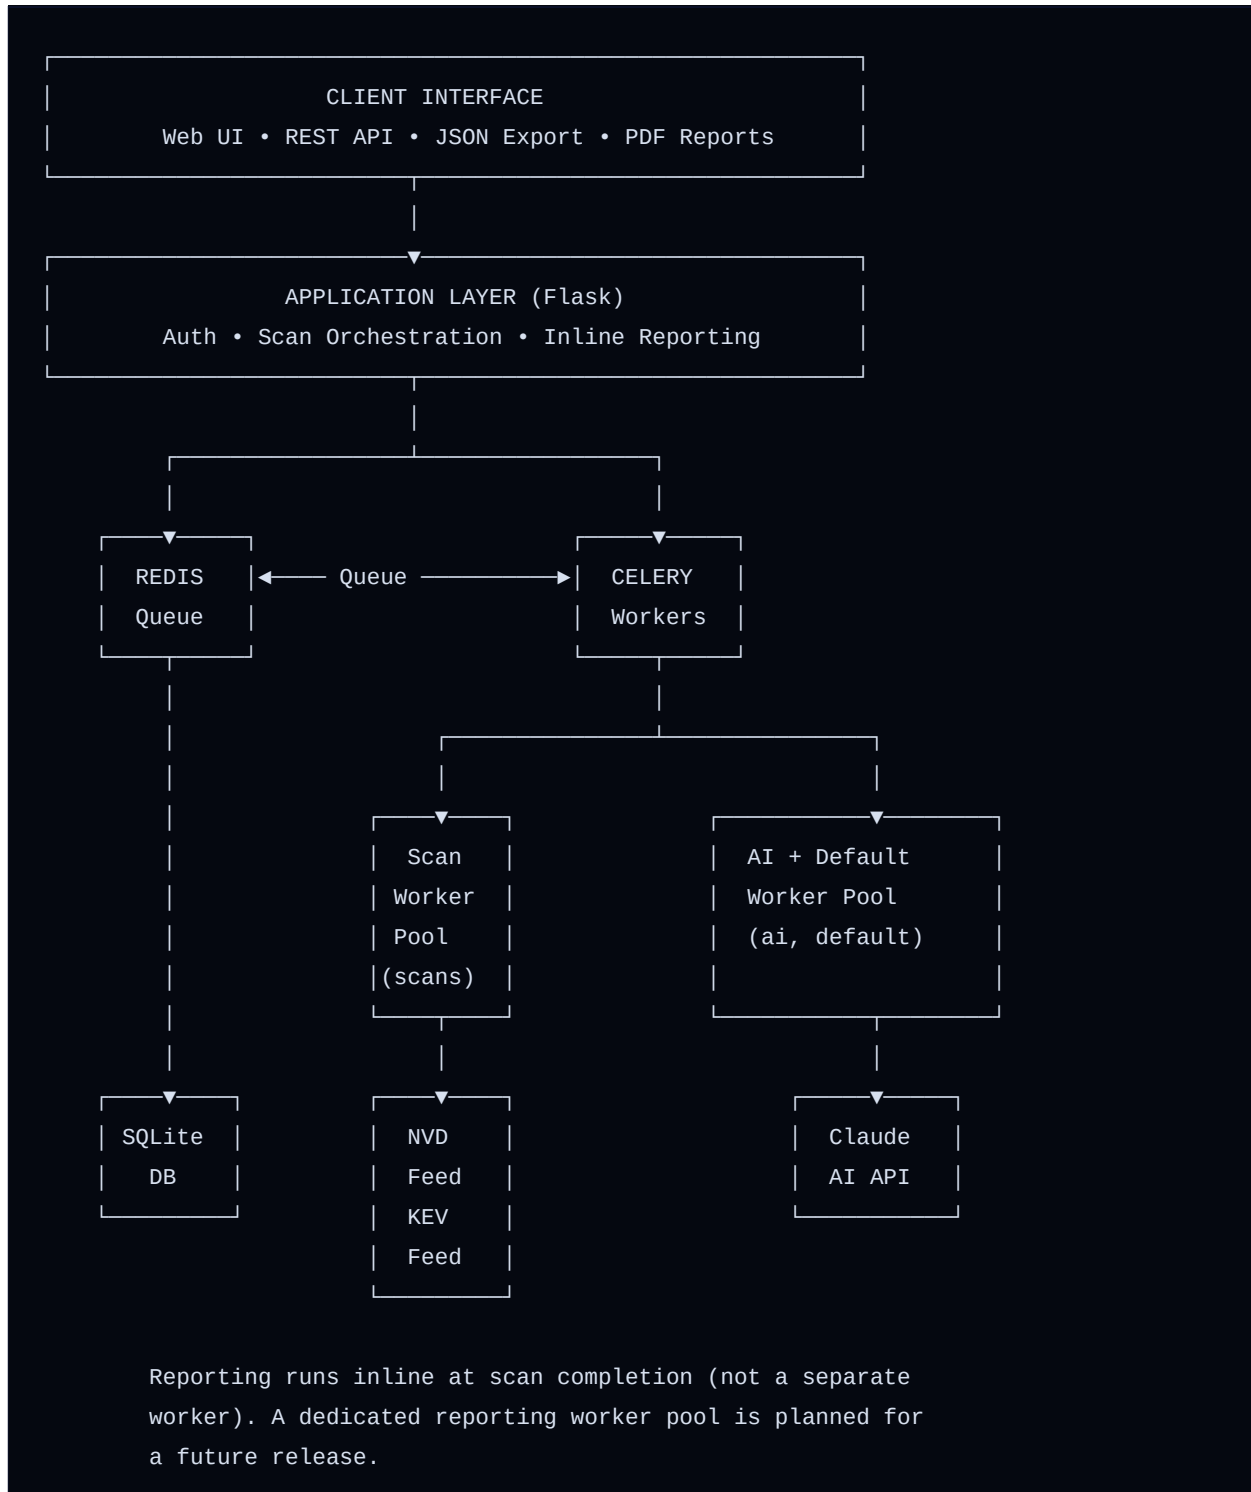 CLIENT INTERFACE
Web UI • REST API • JSON Export • PDF Reports
APPLICATION LAYER (Flask)
Auth • Scan Orchestration • Inline Reporting
REDIS
Queue
Queue
CELERY
Workers
Scan
Worker
Pool
(scans)
AI + Default
Worker Pool
(ai, default)
SQLite
DB
NVD
Feed
KEV
Feed
Claude
AI API
Reporting runs inline at scan completion (not a separate
worker). A dedicated reporting worker pool is planned for
a future release.